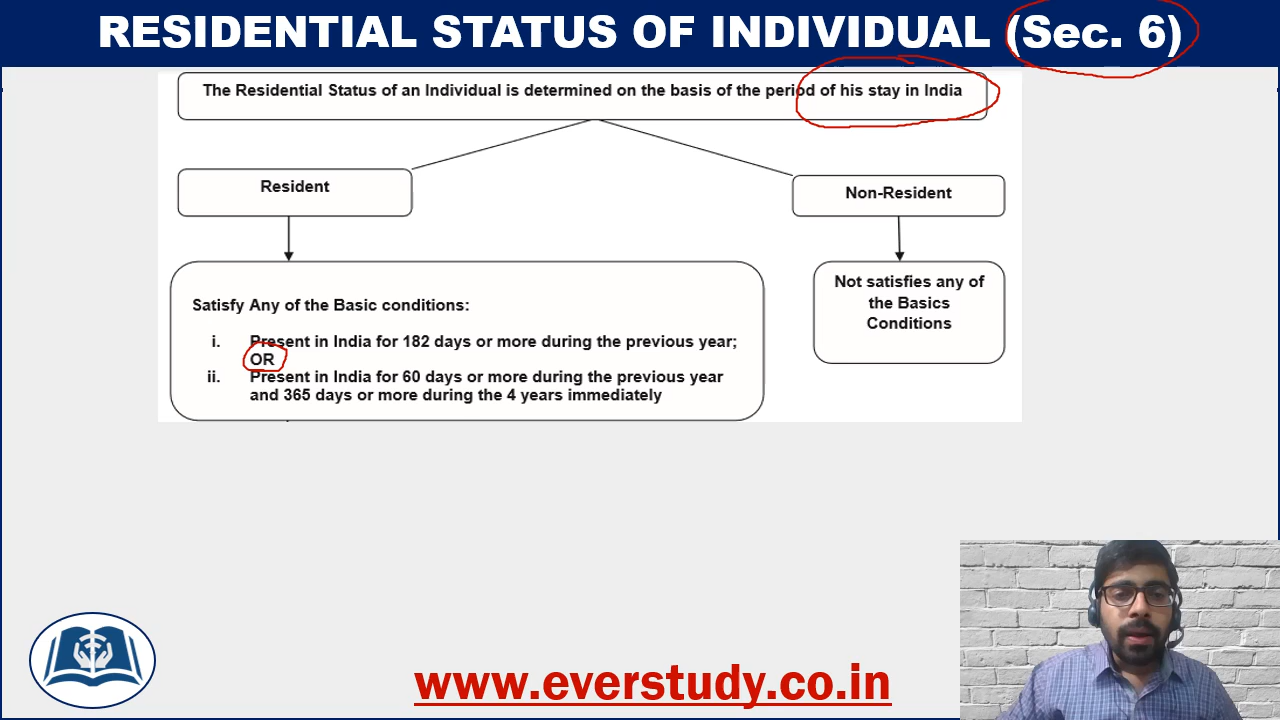 RESIDENTIAL STATUS OF INDIVIDUAL (Sec. 6)
The Residential Status of an Individual is determined on the basis of the period of his stay in India
Resident
Non-Resident
Satisfy Any of the Basic conditions:
i. Present in India for 182 days or more during the previous year;
OR
ii. Present in India for 60 days or more during the previous year
and 365 days or more during the 4 years immediately
Not satisfies any of
the Basics
Conditions
www.everstudy.co.in